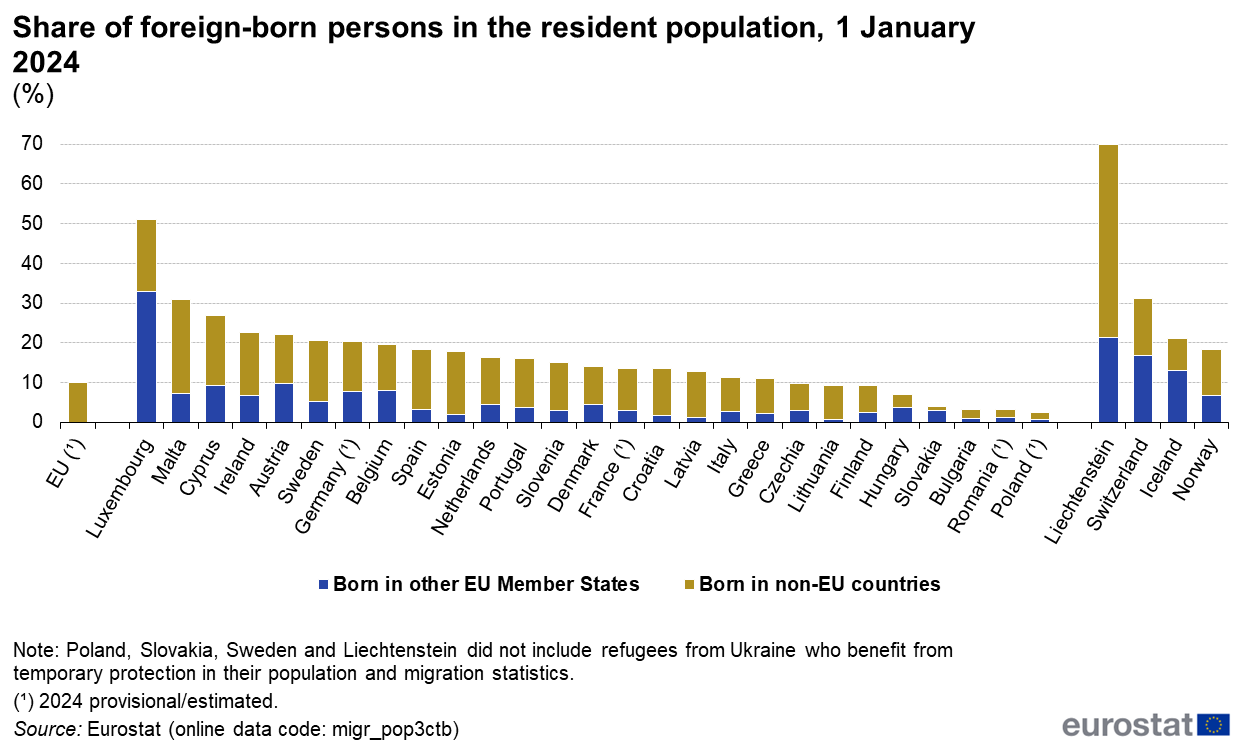 Share of foreign-born persons in the resident population, 1 January
2024
(%)
70
60
50
40
30
20
10
0
EU (¹)
Luxembourg
Malta
Cyprus
Ireland
Austria
Sweden
Germany (¹)
Belgium
Spain
Estonia
Netherlands
Portugal
Slovenia
Denmark
France (¹)
Croatia
Latvia
Italy
Greece
Czechia
Lithuania
Finland
Hungary
Slovakia
Bulgaria
Romania (¹)
Poland (¹)
Liechtenstein
Switzerland
Iceland
Norway
Born in other EU Member States
Born in non-EU countries
Note: Poland, Slovakia, Sweden and Liechtenstein did not include refugees from Ukraine who benefit from
temporary protection in their population and migration statistics.
(¹) 2024 provisional/estimated.
Source: Eurostat (online data code: migr_pop3ctb)
eurostat